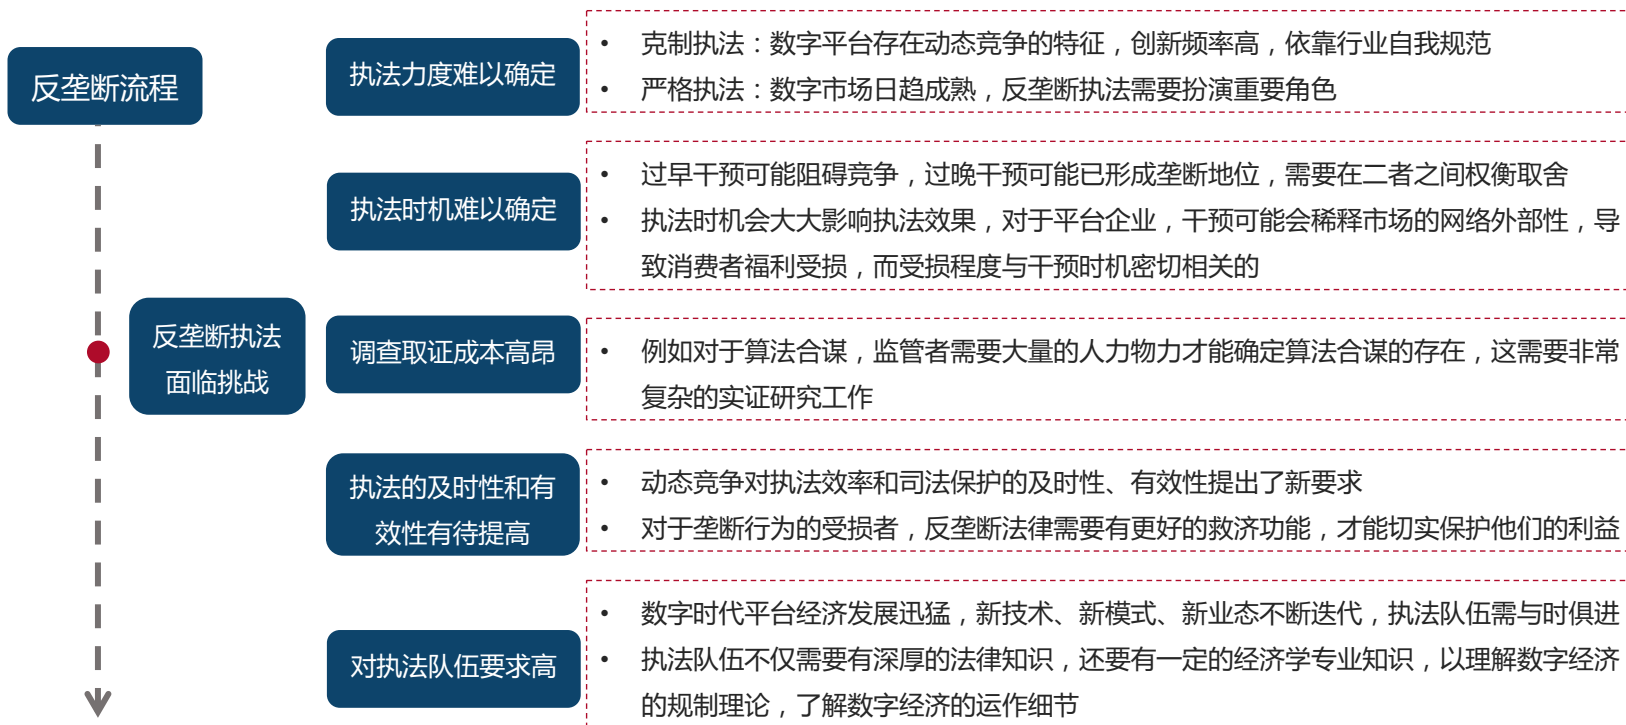 反垄断流程
执法力度难以确定
• 克制执法：数字平台存在动态竞争的特征，创新频率高，依靠行业自我规范
• 严格执法：数字市场日趋成熟，反垄断执法需要扮演重要角色
执法时机难以确定
• 过早干预可能阻碍竞争，过晚干预可能已形成垄断地位，需要在二者之间权衡取舍
• 执法时机会大大影响执法效果，对于平台企业，干预可能会稀释市场的网络外部性，导
致消费者福利受损，而受损程度与干预时机密切相关的
反垄断执法
面临挑战
调查取证成本高昂
• 例如对于算法合谋，监管者需要大量的人力物力才能确定算法合谋的存在，这需要非常
复杂的实证研究工作
执法的及时性和有
效性有待提高
• 动态竞争对执法效率和司法保护的及时性、有效性提出了新要求
• 对于垄断行为的受损者，反垄断法律需要有更好的救济功能，才能切实保护他们的利益
对执法队伍要求高
• 数字时代平台经济发展迅猛，新技术、新模式、新业态不断迭代，执法队伍需与时俱进
• 执法队伍不仅需要有深厚的法律知识，还要有一定的经济学专业知识，以理解数字经济
的规制理论，了解数字经济的运作细节